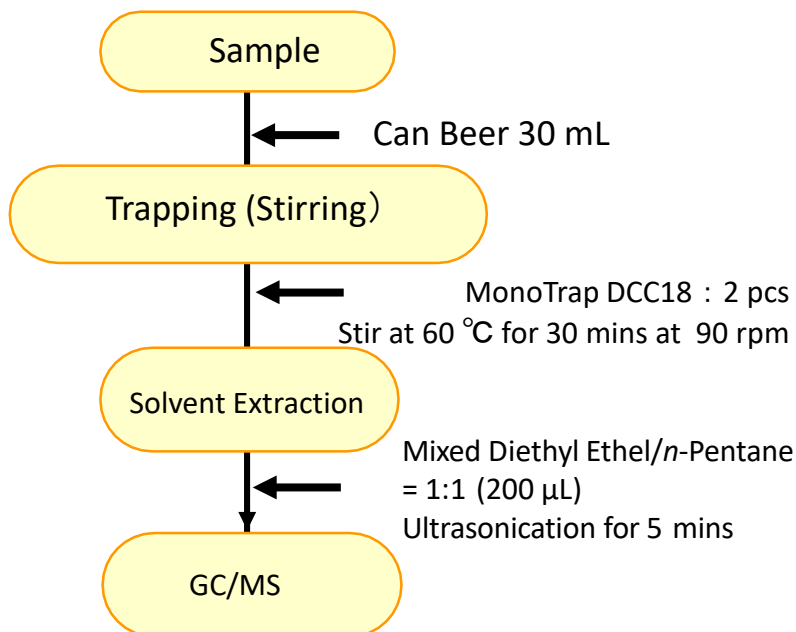 Sample
Can Beer 30 mL
Trapping (Stirring）
MonoTrap DCC18：2 pcs
Stir at 60 ℃ for 30 mins at 90 rpm
Solvent Extraction
Mixed Diethyl Ethel/n-Pentane
= 1:1 (200 µL)
Ultrasonication for 5 mins
GC/MS